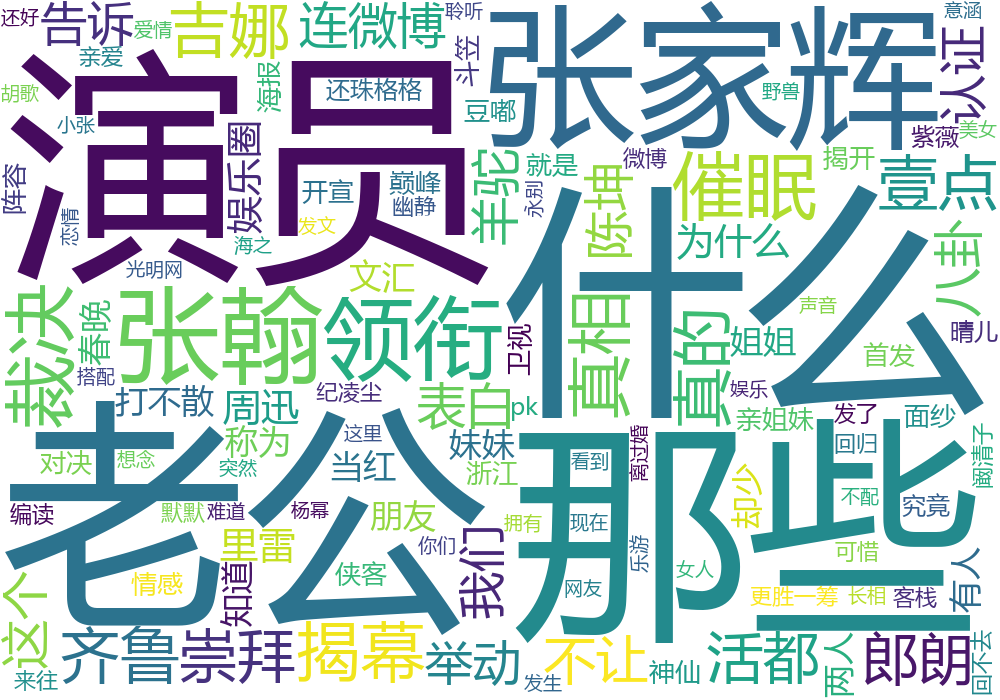 还好
告诉
爱情
吉娜
连微博
聆听
张家辉
意涵
认证
亲爱
海报
斗笠
胡歌
演员
还珠格格
豆嘟
野兽
小张
娱乐圈
紫薇
美女
阵容
开宣
巅峰
幽静
羊驼
就是
微博
陈坤
永别
催眠
揭开
壹点
恋情
发文
海之
什么
为什么
八卦
光明网
文汇
裁决
春晚
张翰
领衔
真相
真的
声音
卫视
姐姐
晴儿
首发
搭配
打不散
周迅
纪凌尘
表白
pk
娱乐
老公
称为
这里
妹妹
那些
亲姐妹
发了
面纱
对决
想念
突然
当红
浙江
离过婚
看到
回归
阚清子
编读
默默
难道
杨幂
朋友
拥有
现在
却少
不配
究竟
里雷
你们
我们
乐游
可惜
有人
这个
情感
知道
侠客
网友
女人
更胜一筹
长相
客栈
齐鲁
崇拜
揭幕
举动
不让
神仙
活都
两人
郎朗
回不去
来往
发生